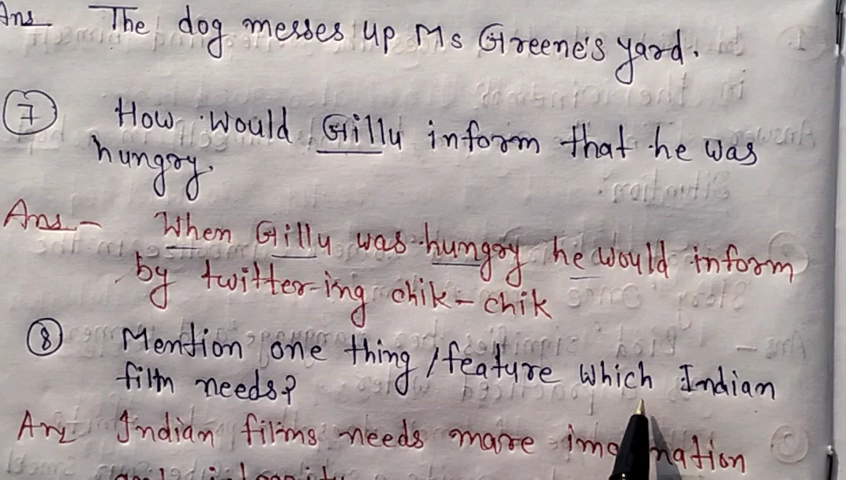 Ans The dog messes up Ms Greene's yard.
⑦ How would Gillu inform that he was
hungry.
Ans - When Gillu was hungry he would inform
by twitter-ing chik-chik
⑧ Mention one thing/feature which Indian
film needs?
Ans Indian films needs more